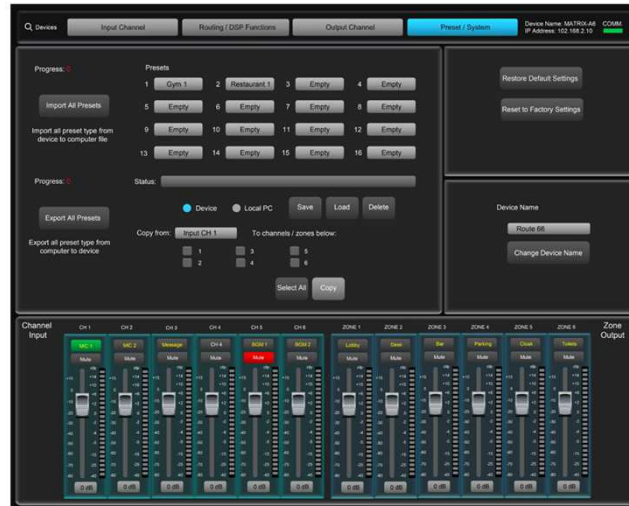 Devices
Input Channel
Routing / DSP Functions
Output Channel
Preset / System
Device Name: MATRIX-A6 COMM.
IP Address: 102.168.2.10
Progress:
Presets
1 Gym 1 2 Restaurant 1 3 Empty 4 Empty
Import All Presets
5 Empty 6 Empty 7 Empty 8 Empty
Import all preset type from
device to computer file
9 Empty 10 Empty 11 Empty 12 Empty
13 Empty 14 Empty 15 Empty 16 Empty
Progress:
Status:
Device Local PC Save Load Delete
Export All Presets
Export all preset type from
computer to device
Copy from: Input CH 1 To channels / zones below:
1 3 5
2 4 6
Select All Copy
Restore Default Settings
Reset to Factory Settings
Device Name
Route 66
Change Device Name
Channel
Input
CH 1 CH 2 CH 3 CH 4 CH 5 CH 6 ZONE 1 ZONE 2 ZONE 3 ZONE 4 ZONE 5 ZONE 6
Zone
Output
MIC 1 MIC 2 Message CH 4 BGM 1 BGM 2 Lobby Diner Bar Parking Cloak Toilets
Mute Mute Mute Mute Mute Mute Mute Mute Mute Mute Mute Mute
0 dB 0 dB 0 dB 0 dB 0 dB 0 dB 0 dB 0 dB 0 dB 0 dB 0 dB 0 dB